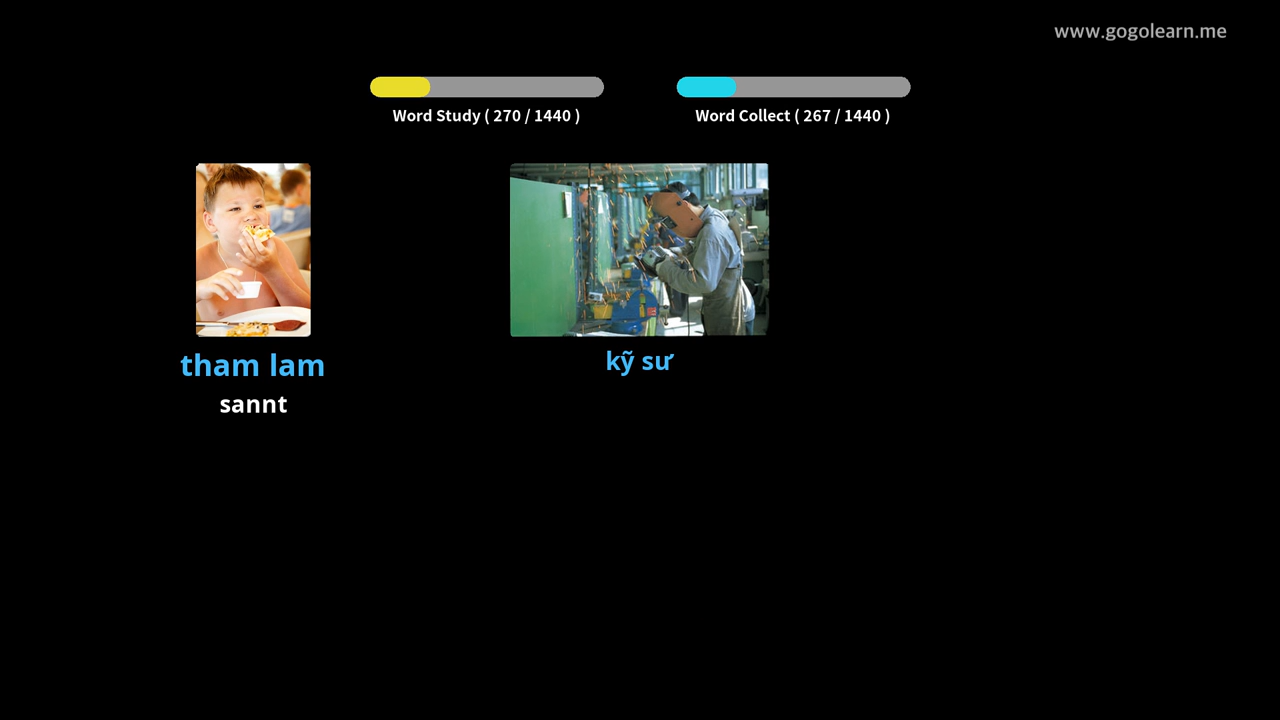 www.gogolearn.me
Word Study ( 270 / 1440 )
Word Collect ( 267 / 1440 )
tham lam
sannt
kỹ sư